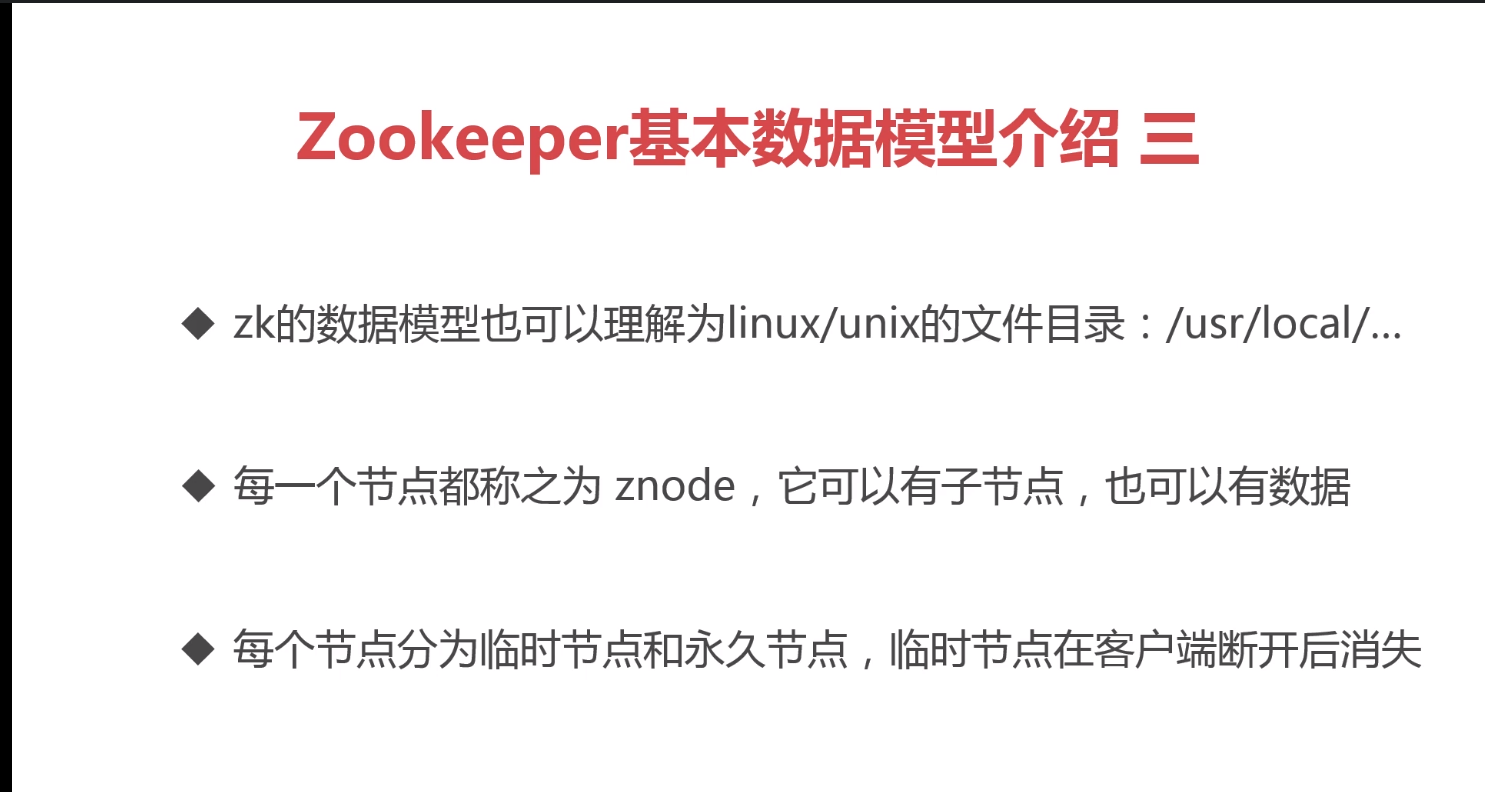 Zookeeper基本数据模型介绍 三
◆ zk的数据模型也可以理解为linux/unix的文件目录：/usr/local/...
◆ 每一个节点都称之为 znode，它可以有子节点，也可以有数据
◆ 每个节点分为临时节点和永久节点，临时节点在客户端断开后消失